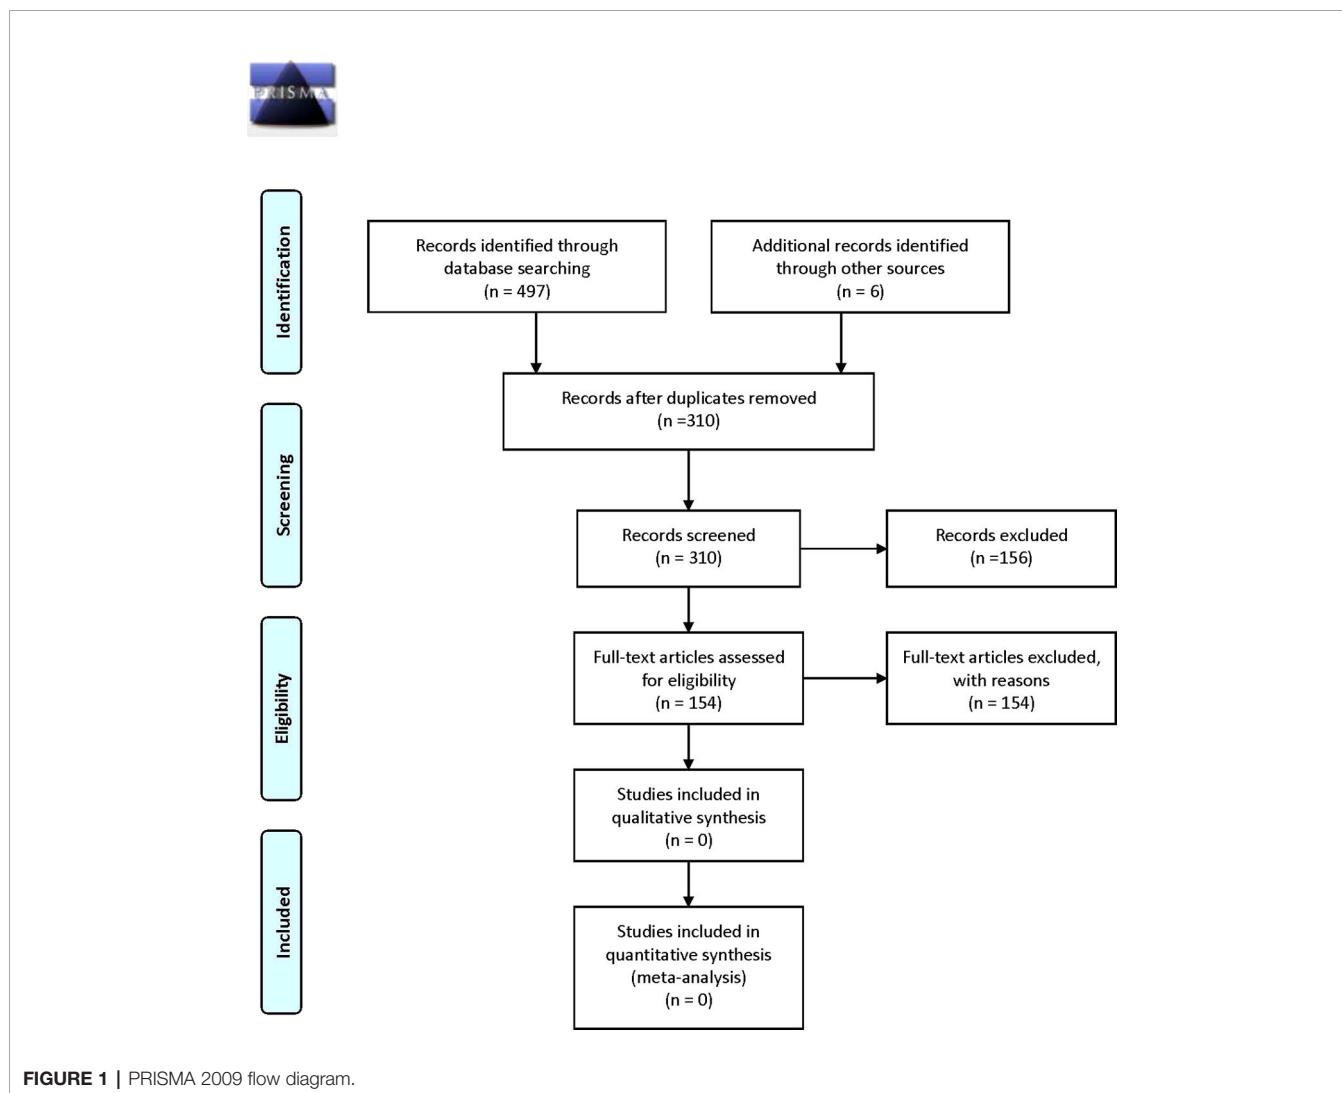 PRISMA
Identification
Records identified through
database searching
(n = 497)
Additional records identified
through other sources
(n = 6)
Records after duplicates removed
(n =310)
Screening
Records screened
(n = 310)
Records excluded
(n =156)
Eligibility
Full-text articles assessed
for eligibility
(n = 154)
Full-text articles excluded,
with reasons
(n = 154)
Studies included in
qualitative synthesis
(n = 0)
Included
Studies included in
quantitative synthesis
(meta-analysis)
(n = 0)
FIGURE 1 | PRISMA 2009 flow diagram.